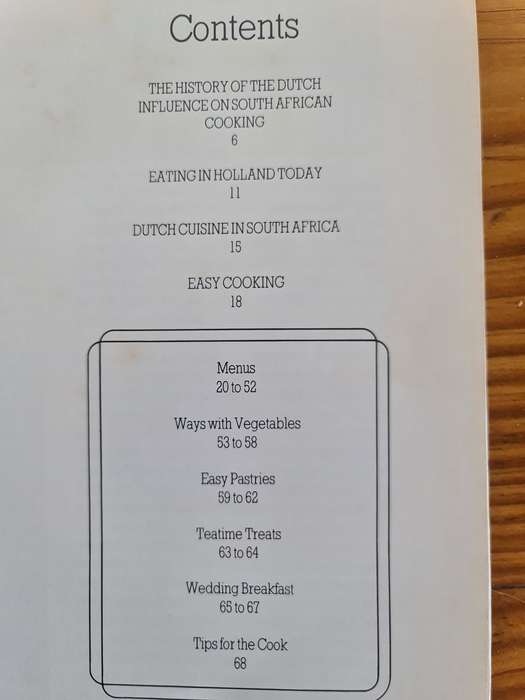 Contents
THE HISTORY OF THE DUTCH
INFLUENCE ON SOUTH AFRICAN
COOKING
6
EATING IN HOLLAND TODAY
11
DUTCH CUISINE IN SOUTH AFRICA
15
EASY COOKING
18
Menus
20 to 52
Ways with Vegetables
53 to 58
Easy Pastries
59 to 62
Teatime Treats
63 to 64
Wedding Breakfast
65 to 67
Tips for the Cook
68